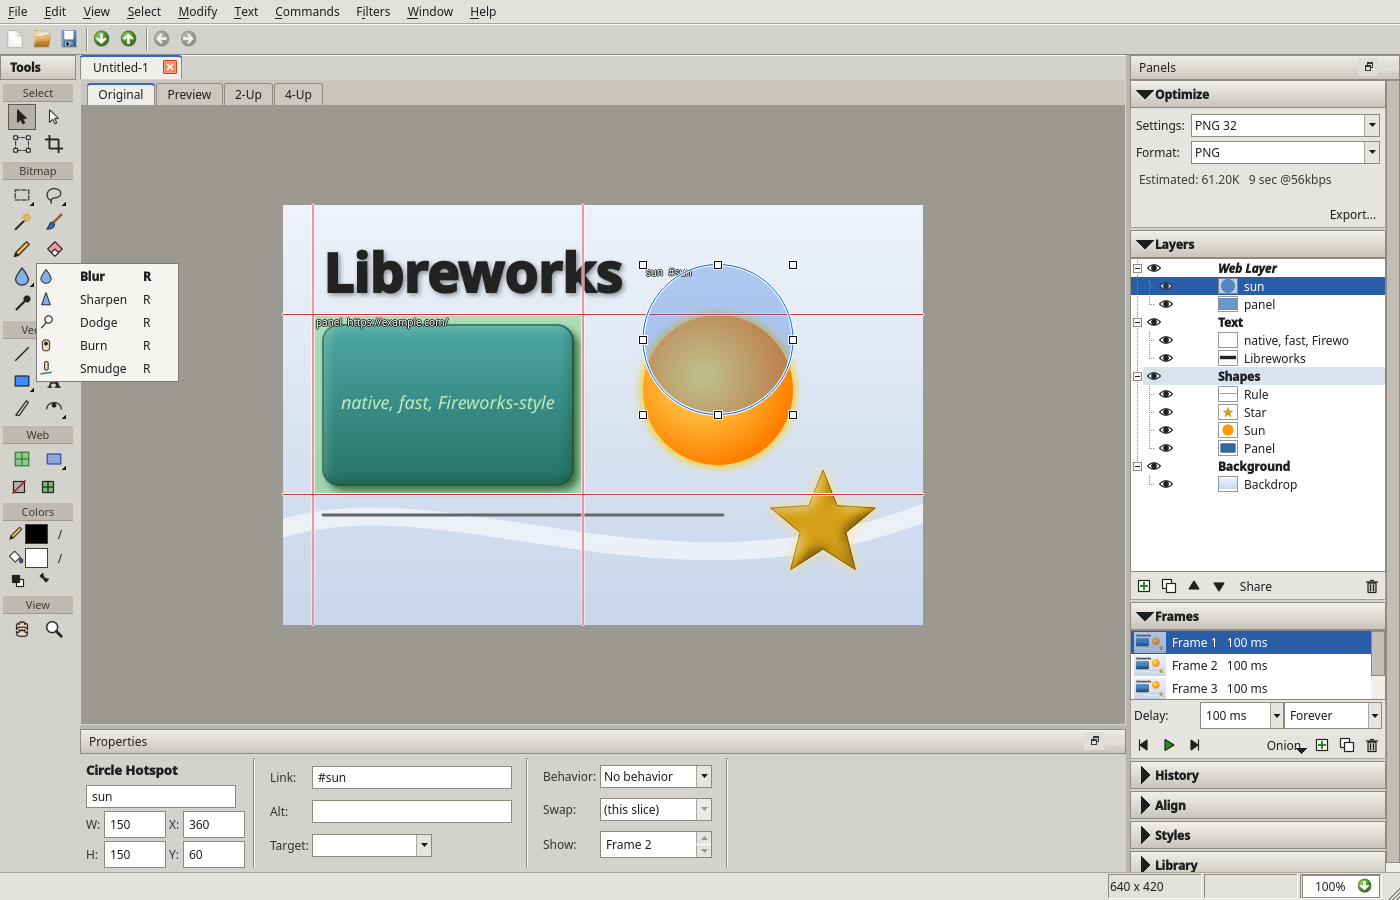 File Edit View Select Modify Text Commands Filters Window Help
Tools
Untitled-1
Panels
Original Preview 2-Up 4-Up
Select
Bitmap
Blur R
Sharpen R
Dodge R
Burn R
Smudge R
Web
Colors
View
Libreworks
sun #sun
panel https://example.com/
native, fast, Fireworks-style
Optimize
Settings: PNG 32
Format: PNG
Estimated: 61.20K 9 sec @56kbps
Export...
Layers
Web Layer
sun
panel
Text
native, fast, Firewo
Libreworks
Shapes
Rule
Star
Sun
Panel
Background
Backdrop
Share
Frames
Frame 1 100 ms
Frame 2 100 ms
Frame 3 100 ms
Delay: 100 ms Forever
Onion
History
Align
Styles
Library
Properties
Circle Hotspot
sun
W: 150 X: 360
H: 150 Y: 60
Link: #sun
Alt:
Target:
Behavior: No behavior
Swap: (this slice)
Show: Frame 2
640 x 420
100%